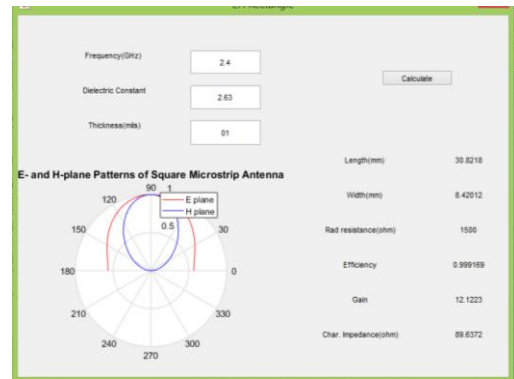 Frequency(GHz) 2.4
Calculate
Dielectric Constant 2.63
Thickness(mils) 01
Length(mm) 30.8218
E- and H-plane Patterns of Square Microstrip Antenna
Width(mm) 8.42012
Rad resistance(ohm) 1500
Efficiency 0.999169
Gain 12.1223
Char. Impedance(ohm) 89.6372
90 1
120
E plane
H plane
150 0.5 30
180 0
210 330
240 300
270